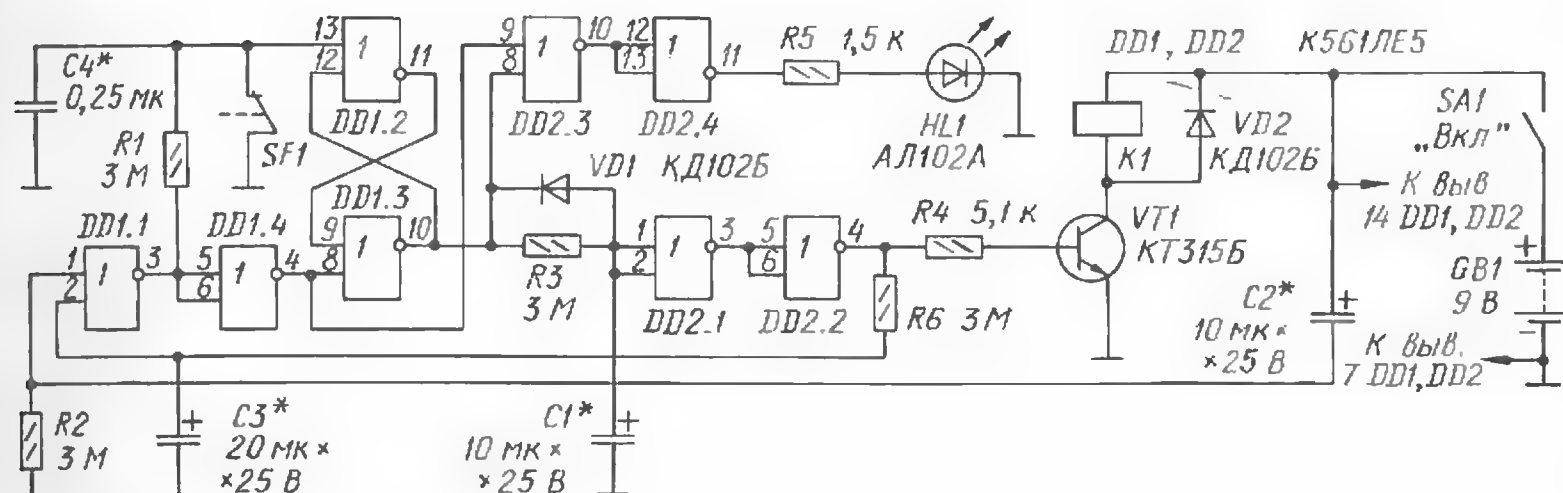 C4*
0,25 мк
R1
3 М
SF1
13
12
1
11
DD1.2
9
8
1
10
DD2.3
12
13
1
11
DD2.4
R5 1,5 к
HL1
АЛ102А
DD1, DD2 К561ЛЕ5
К1
VD2
КД102Б
SA1
„Вкл"
К выв
14 DD1, DD2
GB1
9 В
+
-
К выв.
7 DD1, DD2
VD1 КД102Б
DD1.1
1
2
1
3
DD1.4
5
6
1
4
DD1.3
9
8
1
10
R3
3 М
1
2
1
3
DD2.1
5
6
1
4
DD2.2
R4 5,1 к
VT1
КТ315Б
R6 3 М
C2*
+
10 мк ×
×25 В
R2
3 М
C3*
+
20 мк ×
×25 В
C1*
+
10 мк ×
×25 В